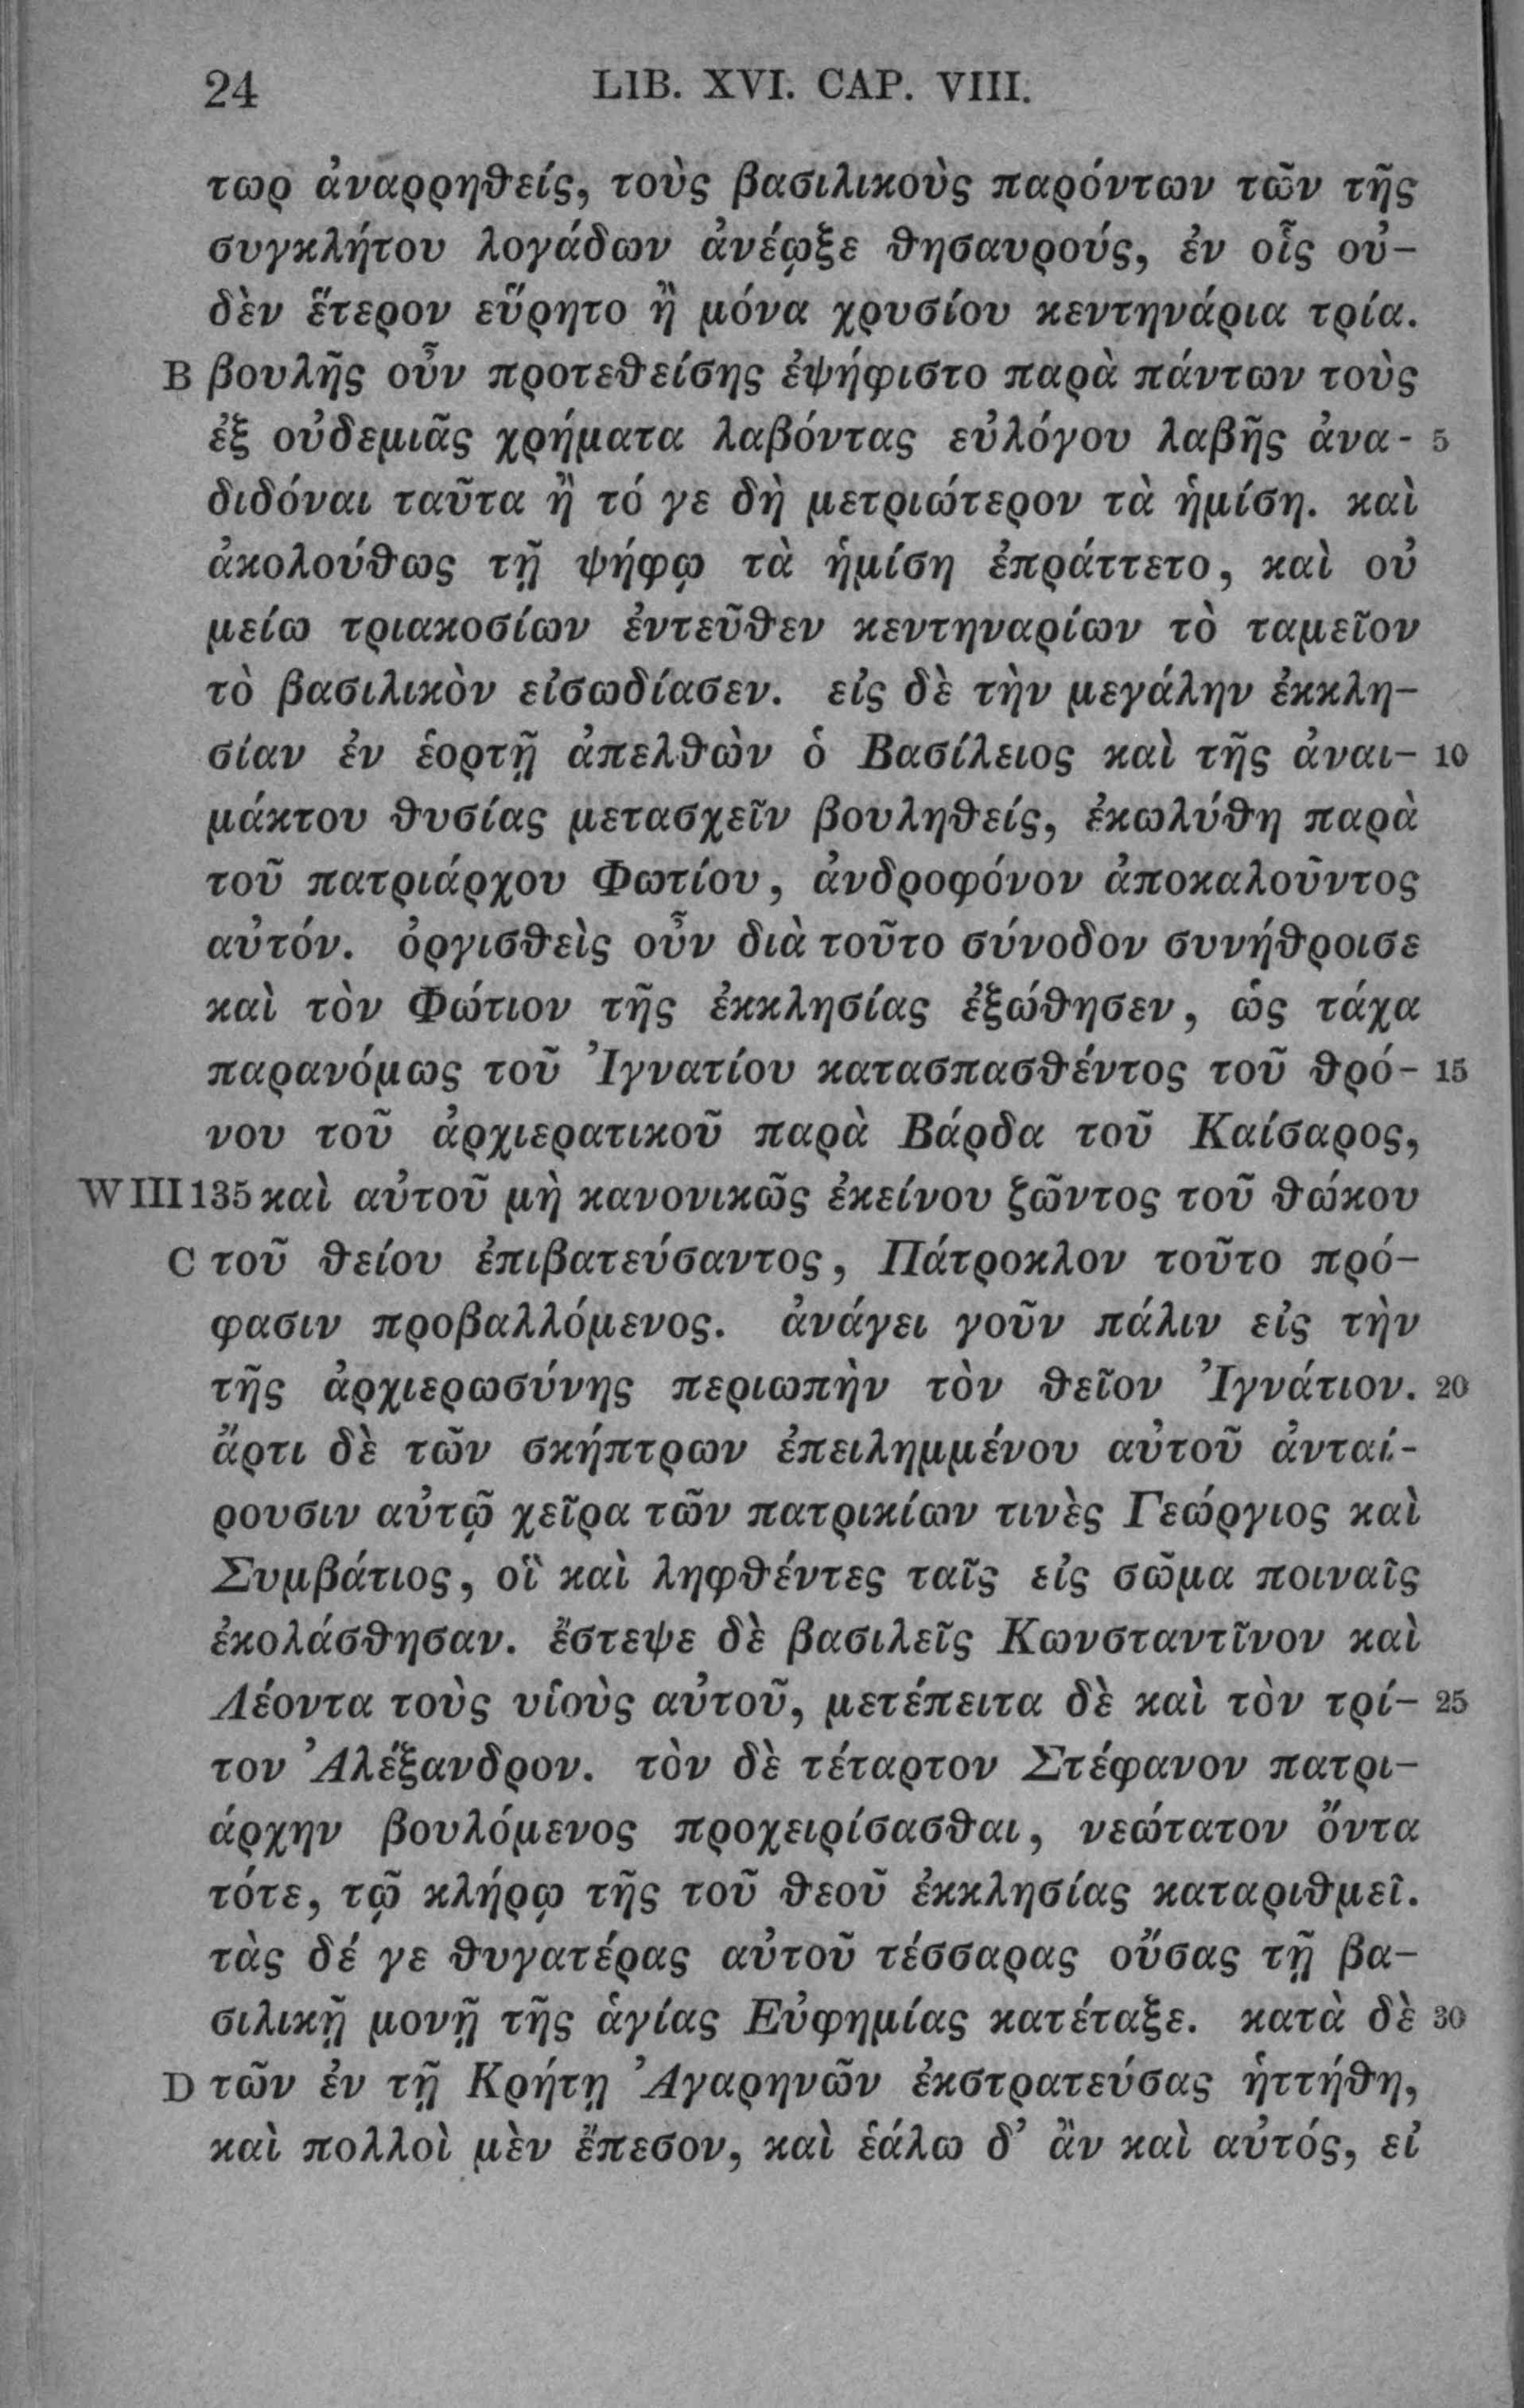 24 LIB. XVI. CAP. VIII.
τωρ ἀναρρηθείς, τοὺς βασιλικοὺς παρόντων τῶν τῆς
συγκλήτου λογάδων ἀνέῳξε θησαυρούς, ἐν οἷς οὐ-
δὲν ἕτερον εὕρητο ἢ μόνα χρυσίου κεντηνάρια τρία.
B βουλῆς οὖν προτεθείσης ἐψήφιστο παρὰ πάντων τοὺς
ἐξ οὐδεμιᾶς χρήματα λαβόντας εὐλόγου λαβῆς ἀνα- 5
διδόναι ταῦτα ἢ τό γε δὴ μετριώτερον τὰ ἡμίση. καὶ
ἀκολούθως τῇ ψήφῳ τὰ ἡμίση ἐπράττετο, καὶ οὐ
μείω τριακοσίων ἐντεῦθεν κεντηναρίων τὸ ταμεῖον
τὸ βασιλικὸν εἰσωδίασεν. εἰς δὲ τὴν μεγάλην ἐκκλη-
σίαν ἐν ἑορτῇ ἀπελθὼν ὁ Βασίλειος καὶ τῆς ἀναι- 10
μάκτου θυσίας μετασχεῖν βουληθείς, ἐκωλύθη παρὰ
τοῦ πατριάρχου Φωτίου, ἀνδροφόνον ἀποκαλοῦντος
αὐτόν. ὀργισθεὶς οὖν διὰ τοῦτο σύνοδον συνήθροισε
καὶ τὸν Φώτιον τῆς ἐκκλησίας ἐξώθησεν, ὡς τάχα
παρανόμως τοῦ Ἰγνατίου κατασπασθέντος τοῦ θρό- 15
νου τοῦ ἀρχιερατικοῦ παρὰ Βάρδα τοῦ Καίσαρος,
W III 135 καὶ αὐτοῦ μὴ κανονικῶς ἐκείνου ζῶντος τοῦ θώκου
C τοῦ θείου ἐπιβατεύσαντος, Πάτροκλον τοῦτο πρό-
φασιν προβαλλόμενος. ἀνάγει γοῦν πάλιν εἰς τὴν
τῆς ἀρχιερωσύνης περιωπὴν τὸν θεῖον Ἰγνάτιον. 20
ἄρτι δὲ τῶν σκήπτρων ἐπειλημμένου αὐτοῦ ἀνταί-
ρουσιν αὐτῷ χεῖρα τῶν πατρικίων τινὲς Γεώργιος καὶ
Συμβάτιος, οἳ καὶ ληφθέντες ταῖς εἰς σῶμα ποιναῖς
ἐκολάσθησαν. ἔστεψε δὲ βασιλεῖς Κωνσταντῖνον καὶ
Λέοντα τοὺς υἱοὺς αὐτοῦ, μετέπειτα δὲ καὶ τὸν τρί- 25
τον Ἀλέξανδρον. τὸν δὲ τέταρτον Στέφανον πατρι-
άρχην βουλόμενος προχειρίσασθαι, νεώτατον ὄντα
τότε, τῷ κλήρῳ τῆς τοῦ θεοῦ ἐκκλησίας καταριθμεῖ.
τὰς δέ γε θυγατέρας αὐτοῦ τέσσαρας οὔσας τῇ βα-
σιλικῇ μονῇ τῆς ἁγίας Εὐφημίας κατέταξε. κατὰ δὲ 30
D τῶν ἐν τῇ Κρήτῃ Ἀγαρηνῶν ἐκστρατεύσας ἡττήθη,
καὶ πολλοὶ μὲν ἔπεσον, καὶ ἑάλω δ’ ἂν καὶ αὐτός, εἰ